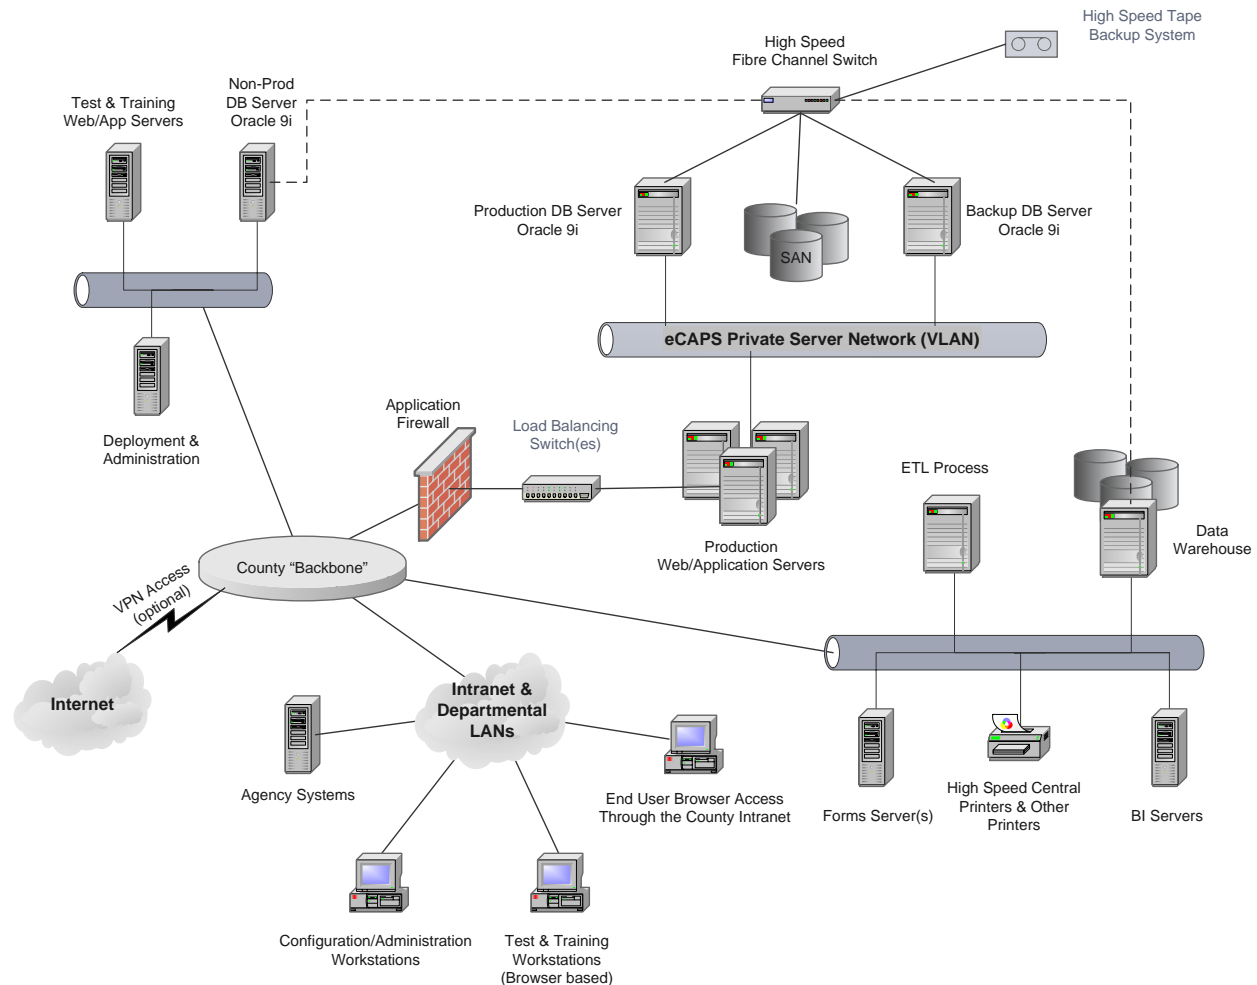 High Speed Tape
Backup System
High Speed
Fibre Channel Switch
Test & Training
Web/App Servers
Non-Prod
DB Server
Oracle 9i
Production DB Server
Oracle 9i
SAN
Backup DB Server
Oracle 9i
eCAPS Private Server Network (VLAN)
Deployment &
Administration
Application
Firewall
Load Balancing
Switch(es)
Production
Web/Application Servers
ETL Process
Data
Warehouse
County “Backbone”
VPN Access
(optional)
Internet
Intranet &
Departmental
LANs
Agency Systems
End User Browser Access
Through the County Intranet
Forms Server(s)
High Speed Central
Printers & Other
Printers
BI Servers
Configuration/Administration
Workstations
Test & Training
Workstations
(Browser based)